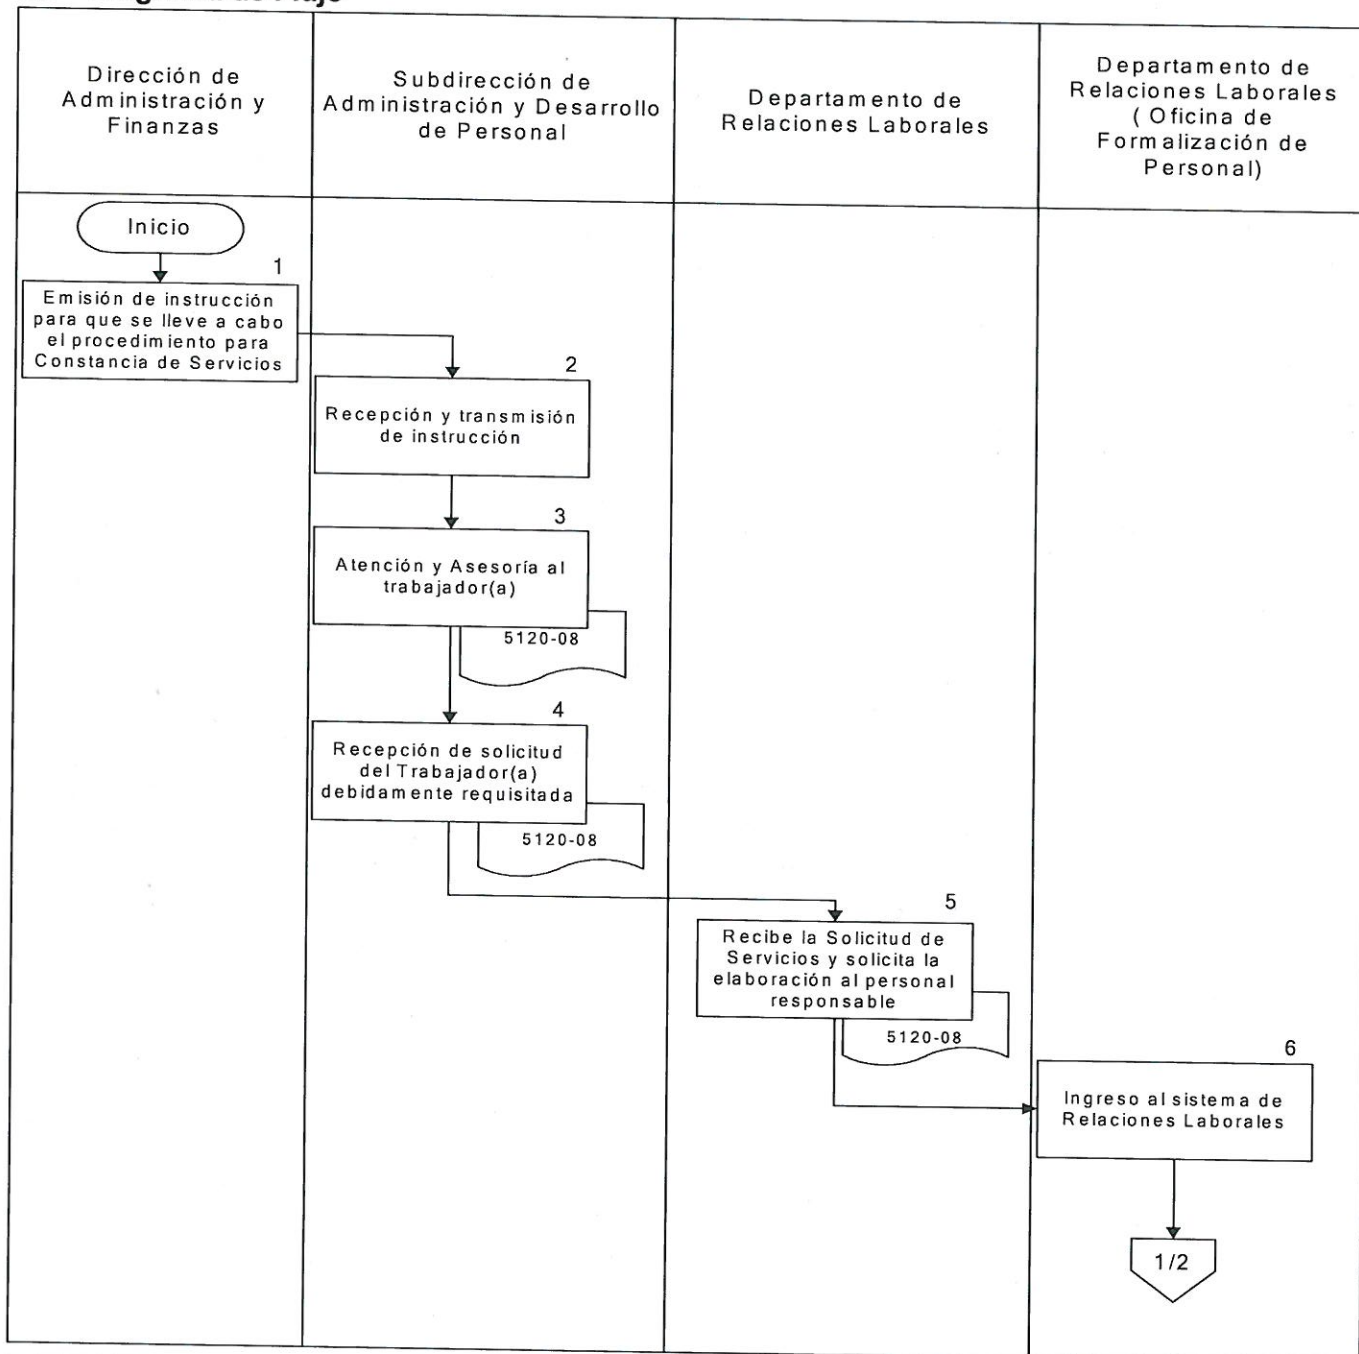 Dirección de
Administración y
Finanzas
Subdirección de
Administración y Desarrollo
de Personal
Departamento de
Relaciones Laborales
Departamento de
Relaciones Laborales
( Oficina de
Formalización de
Personal)
Inicio
1
Emisión de instrucción
para que se lleve a cabo
el procedimiento para
Constancia de Servicios
2
Recepción y transmisión
de instrucción
3
Atención y Asesoría al
trabajador(a)
5120-08
4
Recepción de solicitud
del Trabajador(a)
debidamente requisitada
5120-08
5
Recibe la Solicitud de
Servicios y solicita la
elaboración al personal
responsable
5120-08
6
Ingreso al sistema de
Relaciones Laborales
1/2